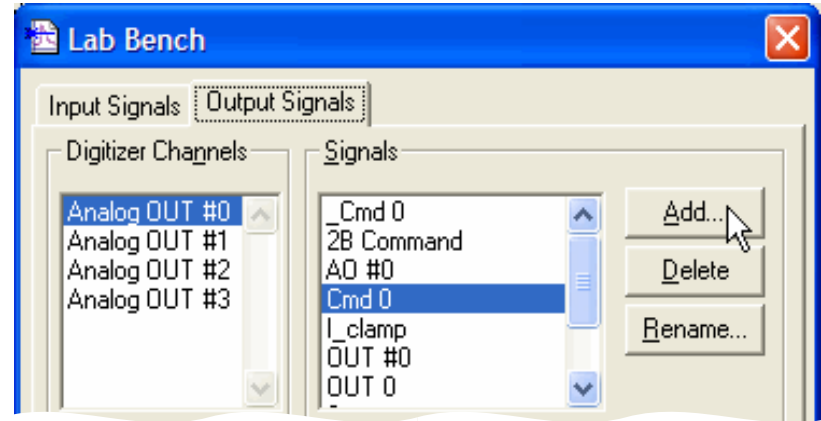 Lab Bench
Input Signals
Output Signals
Digitizer Channels
Analog OUT #0
Analog OUT #1
Analog OUT #2
Analog OUT #3
Signals
_Cmd 0
2B Command
AO #0
Cmd 0
I_clamp
OUT #0
OUT 0
Add...
Delete
Rename...